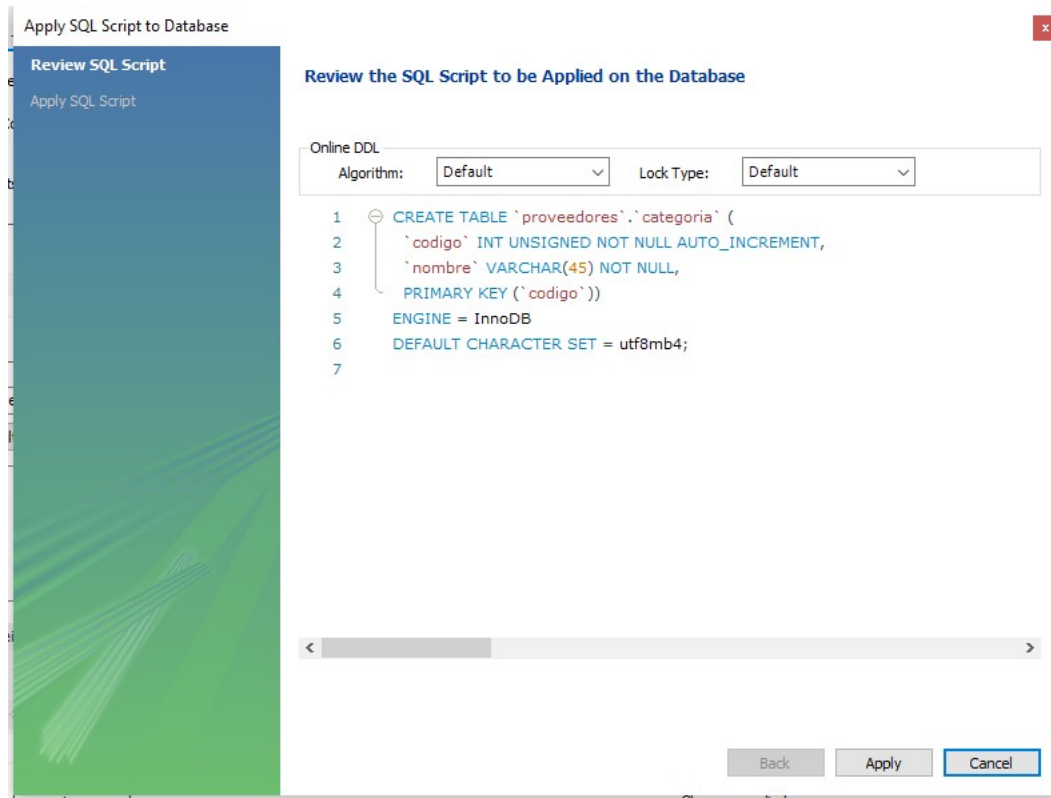 Apply SQL Script to Database
x
Review SQL Script
Apply SQL Script
Review the SQL Script to be Applied on the Database
Online DDL
Algorithm: Default Lock Type: Default
1 CREATE TABLE `proveedores`.`categoria` (
2 `codigo` INT UNSIGNED NOT NULL AUTO_INCREMENT,
3 `nombre` VARCHAR(45) NOT NULL,
4 PRIMARY KEY (`codigo`))
5 ENGINE = InnoDB
6 DEFAULT CHARACTER SET = utf8mb4;
7
Back Apply Cancel